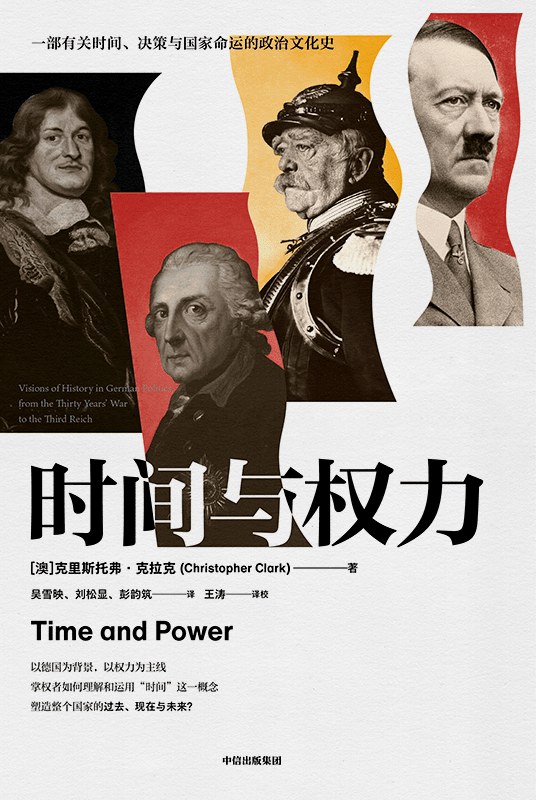 一部有关时间、决策与国家命运的政治文化史
Visions of History in German Politics
from the Thirty Years' War
to the Third Reich
时间与权力
[澳]克里斯托弗·克拉克 (Christopher Clark)————著
吴雪映、刘松显、彭韵筑———译 王涛———译校
Time and Power
以德国为背景，以权力为主线
掌权者如何理解和运用“时间”这一概念
塑造整个国家的过去、现在与未来？
中信出版集团